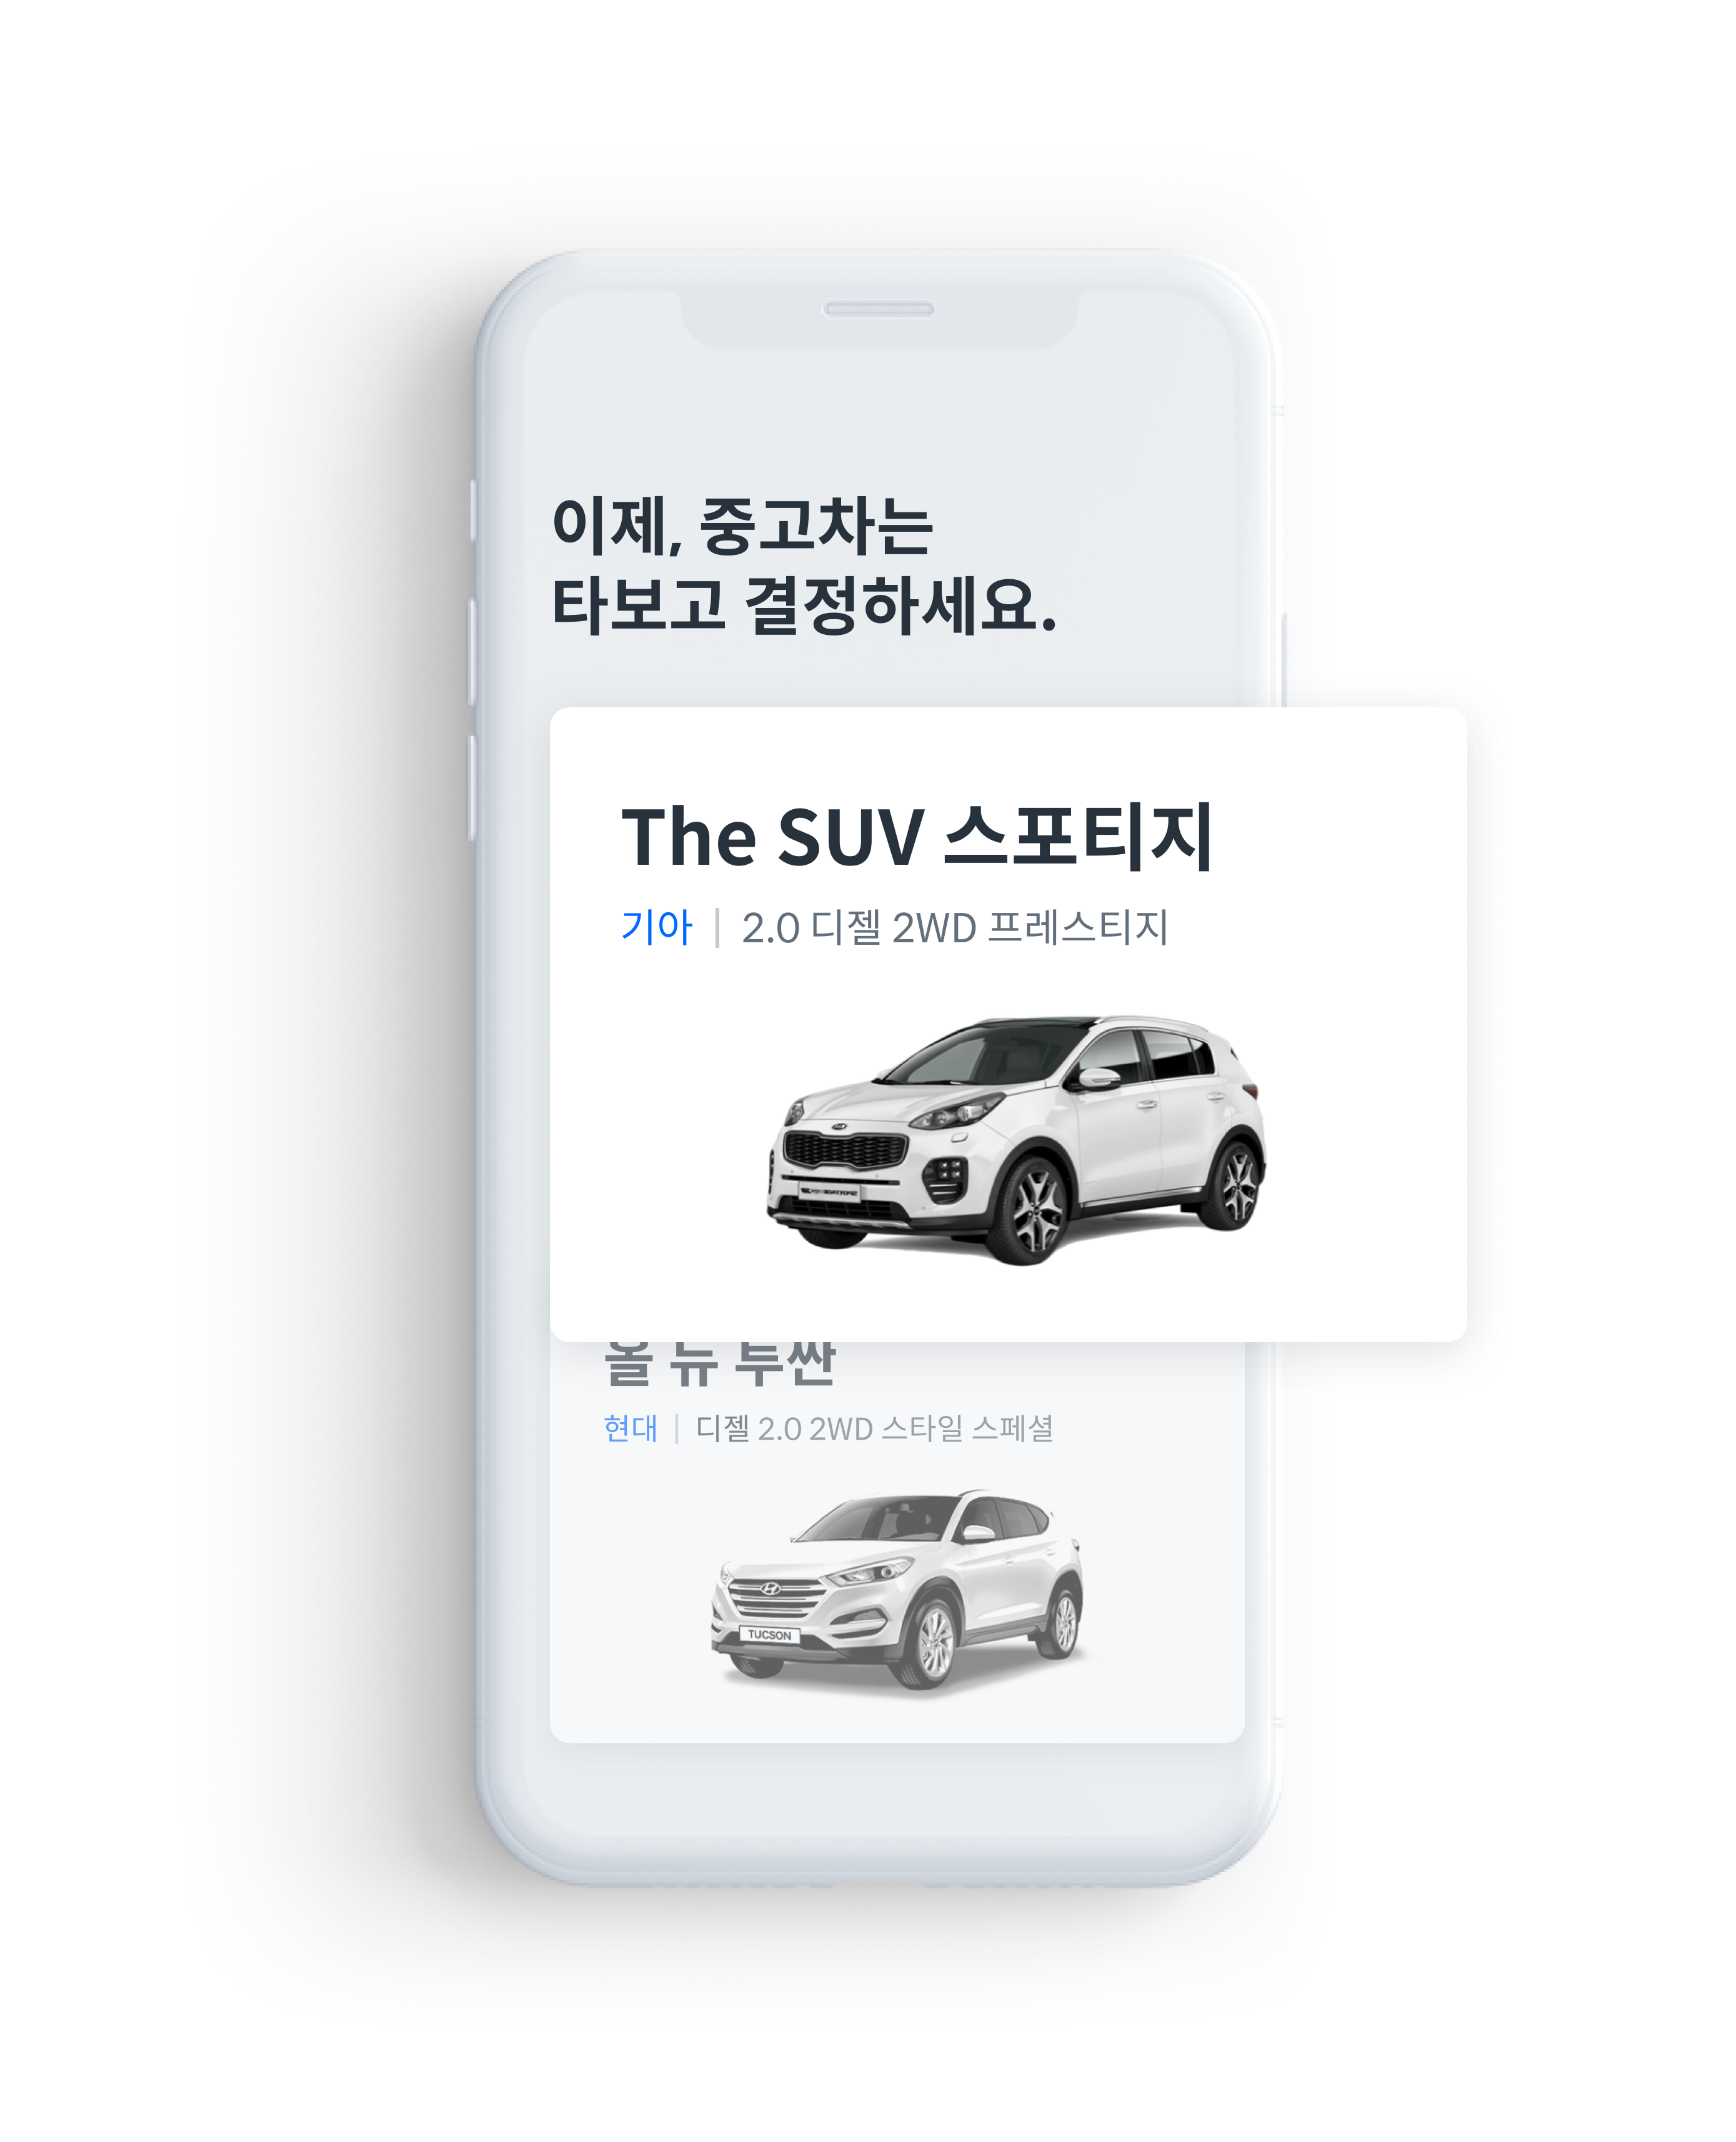 이제, 중고차는
타보고 결정하세요.
The SUV 스포티지
기아 | 2.0 디젤 2WD 프레스티지
올 뉴 투싼
현대 | 디젤 2.0 2WD 스타일 스페셜
TUCSON